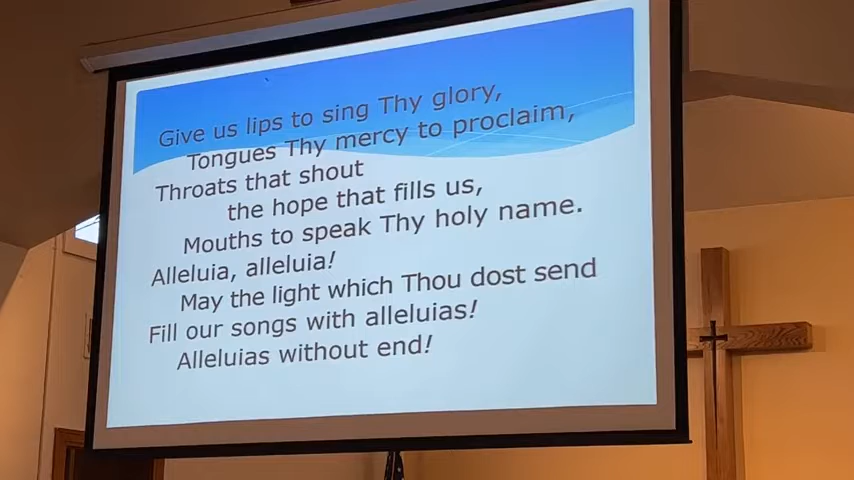 Give us lips to sing Thy glory,
Tongues Thy mercy to proclaim,
Throats that shout
the hope that fills us,
Mouths to speak Thy holy name.
Alleluia, alleluia!
May the light which Thou dost send
Fill our songs with alleluias!
Alleluias without end!